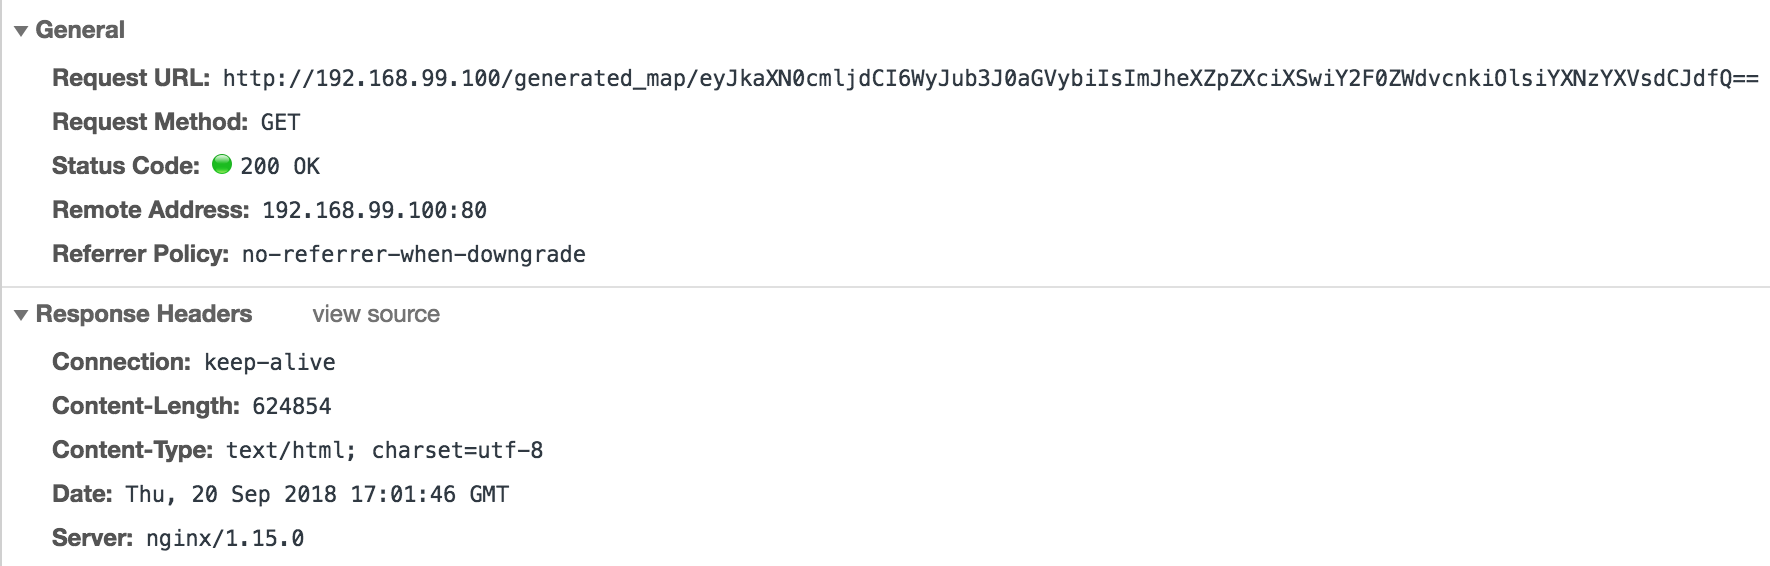 General
Request URL: http://192.168.99.100/generated_map/eyJkaXN0cmljdCI6WyJub3J0aGVybiIsImJheXZpZXciXSwiY2F0ZWdvcnkiOlsiYXNzYXVsdCJdfQ==
Request Method: GET
Status Code: 200 OK
Remote Address: 192.168.99.100:80
Referrer Policy: no-referrer-when-downgrade
Response Headers view source
Connection: keep-alive
Content-Length: 624854
Content-Type: text/html; charset=utf-8
Date: Thu, 20 Sep 2018 17:01:46 GMT
Server: nginx/1.15.0